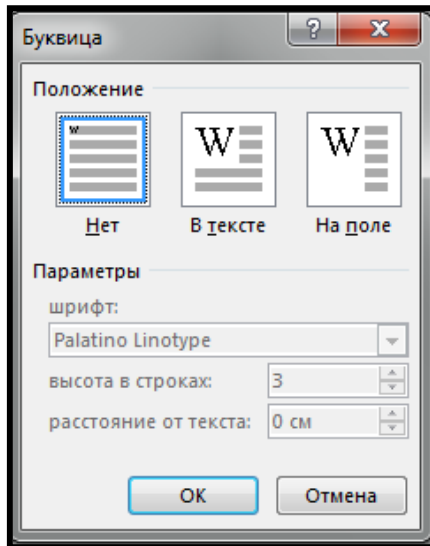 Буквица
Положение
W W W
Нет В тексте На поле
Параметры
шрифт:
Palatino Linotype
высота в строках: 3
расстояние от текста: 0 см
ОК Отмена